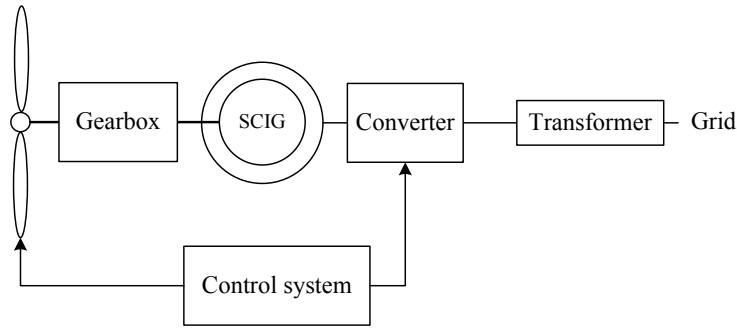 Gearbox
SCIG
Converter
Transformer
Grid
Control system